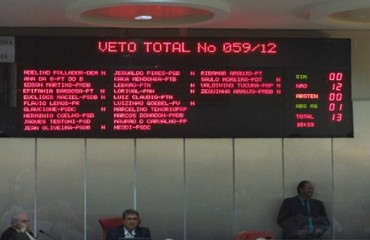 VETO TOTAL No 059/12
ADELINO FOLLADOR-DEM N JESUALDO PIRES-PSB N RIBAMAR ARAUJO-PT
ANA DA 8-PT DO B KAKA MENDONCA-PTB SAULO MOREIRA-PDT N
EDSON MARTINS-PMDB LEBRAO-PTN N VALDIVINO TUCURA-PRP N
EPIFANIA BARBOSA-PT N LORIVAL-PMN N ZEQUINHA ARAUJO-PMDB N
EUCLIDES MACIEL-PSDB N LUIZ CLAUDIO-PTN
FLAVIO LEMOS-PR LUIZINHO GOEBEL-PV N
GLAUCIONE-PSDC MARCELINO TENORIO-PRP
HERMINIO COELHO-PSD MARCOS DONADON-PMDB
JAQUES TESTONI-PSD MAURAO D CARVALHO-PP
JEAN OLIVEIRA-PSDB N NEODI-PSDC
SIM 00
NAO 12
ABSTEN 00
ABS REG 01
TOTAL 13